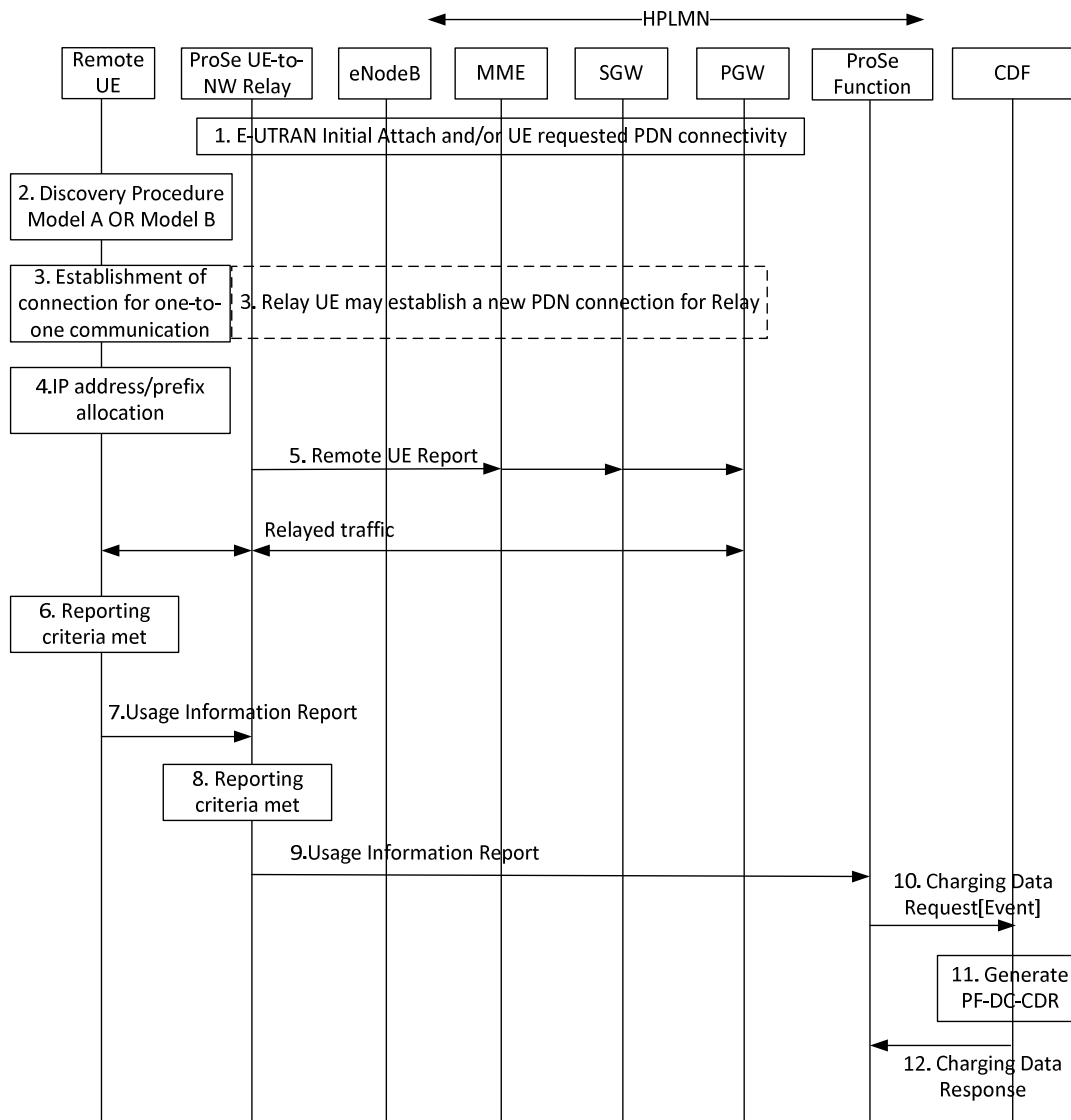 HPLMN
Remote
UE
ProSe UE-to-
NW Relay
eNodeB
MME
SGW
PGW
ProSe
Function
CDF
1. E-UTRAN Initial Attach and/or UE requested PDN connectivity
2. Discovery Procedure
Model A OR Model B
3. Establishment of
connection for one-to-
one communication
3. Relay UE may establish a new PDN connection for Relay
4.IP address/prefix
allocation
5. Remote UE Report
Relayed traffic
6. Reporting
criteria met
7.Usage Information Report
8. Reporting
criteria met
9.Usage Information Report
10. Charging Data
Request[Event]
11. Generate
PF-DC-CDR
12. Charging Data
Response